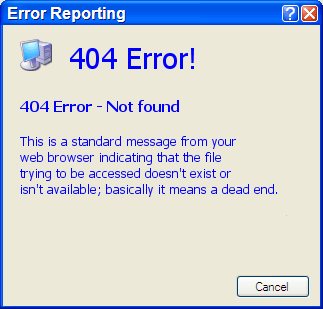 Error Reporting
404 Error!
404 Error - Not found
This is a standard message from your
web browser indicating that the file
trying to be accessed doesn't exist or
isn't available; basically it means a dead end.
Cancel